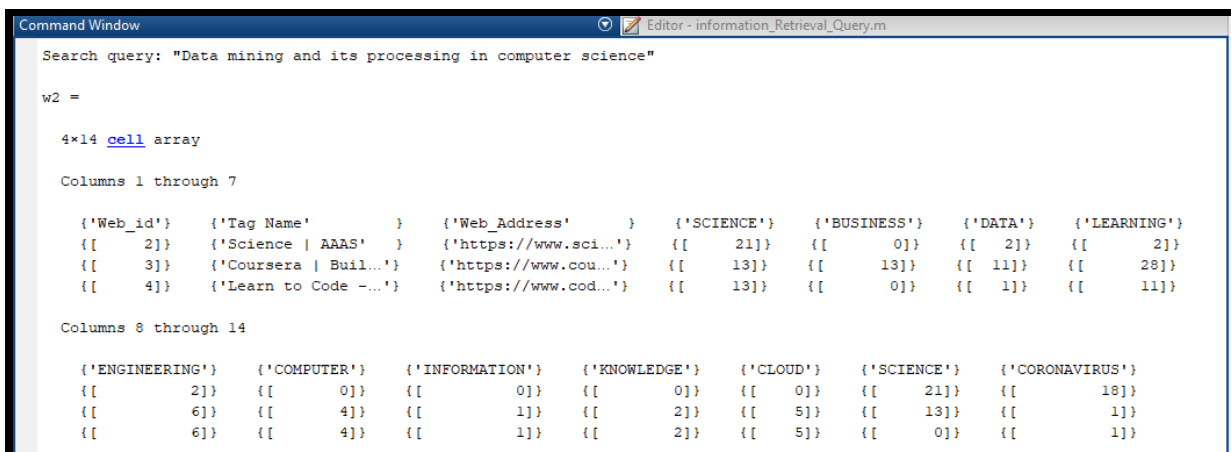 Command Window Editor - information_Retrieval_Query.m
Search query: "Data mining and its processing in computer science"
w2 =
4×14 cell array
Columns 1 through 7
{'Web_id'} {'Tag Name' } {'Web_Address' } {'SCIENCE'} {'BUSINESS'} {'DATA'} {'LEARNING'}
{[ 2]} {'Science | AAAS' } {'https://www.sci…'} {[ 21]} {[ 0]} {[ 2]} {[ 2]}
{[ 3]} {'Coursera | Buil…'} {'https://www.cou…'} {[ 13]} {[ 13]} {[ 11]} {[ 28]}
{[ 4]} {'Learn to Code -…'} {'https://www.cod…'} {[ 13]} {[ 0]} {[ 1]} {[ 11]}
Columns 8 through 14
{'ENGINEERING'} {'COMPUTER'} {'INFORMATION'} {'KNOWLEDGE'} {'CLOUD'} {'SCIENCE'} {'CORONAVIRUS'}
{[ 2]} {[ 0]} {[ 0]} {[ 0]} {[ 0]} {[ 21]} {[ 18]}
{[ 6]} {[ 4]} {[ 1]} {[ 2]} {[ 5]} {[ 13]} {[ 1]}
{[ 6]} {[ 4]} {[ 1]} {[ 2]} {[ 5]} {[ 0]} {[ 1]}